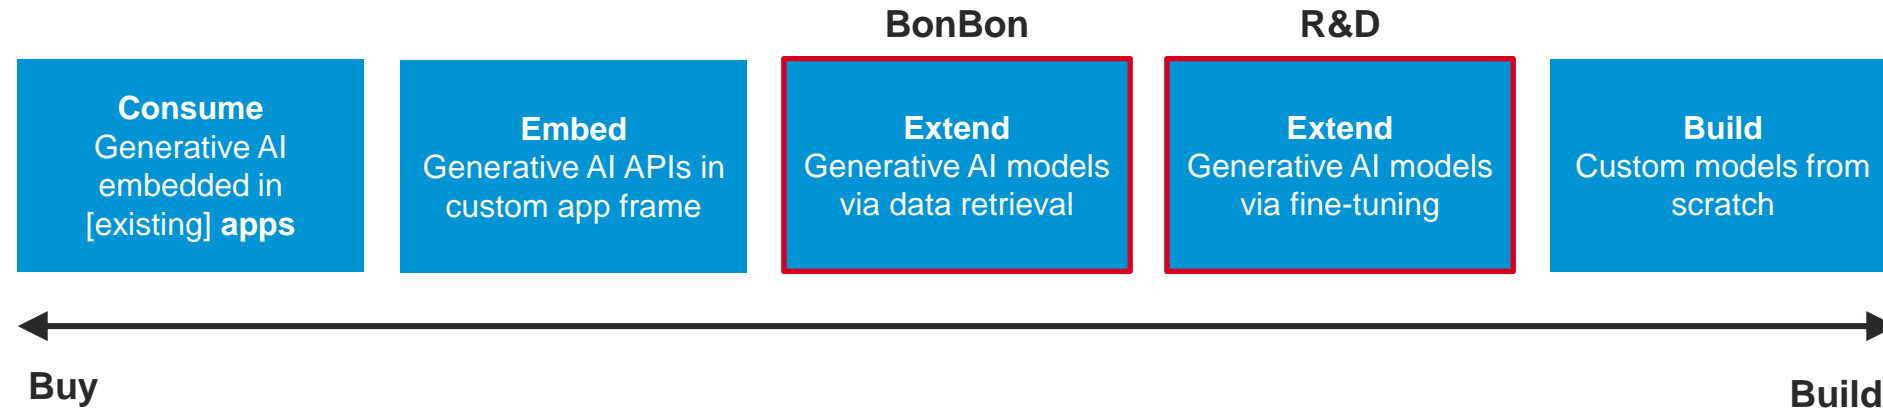 BonBon
R&D
Consume
Generative AI
embedded in
[existing] apps
Embed
Generative AI APIs in
custom app frame
Extend
Generative AI models
via data retrieval
Extend
Generative AI models
via fine-tuning
Build
Custom models from
scratch
Buy
Build